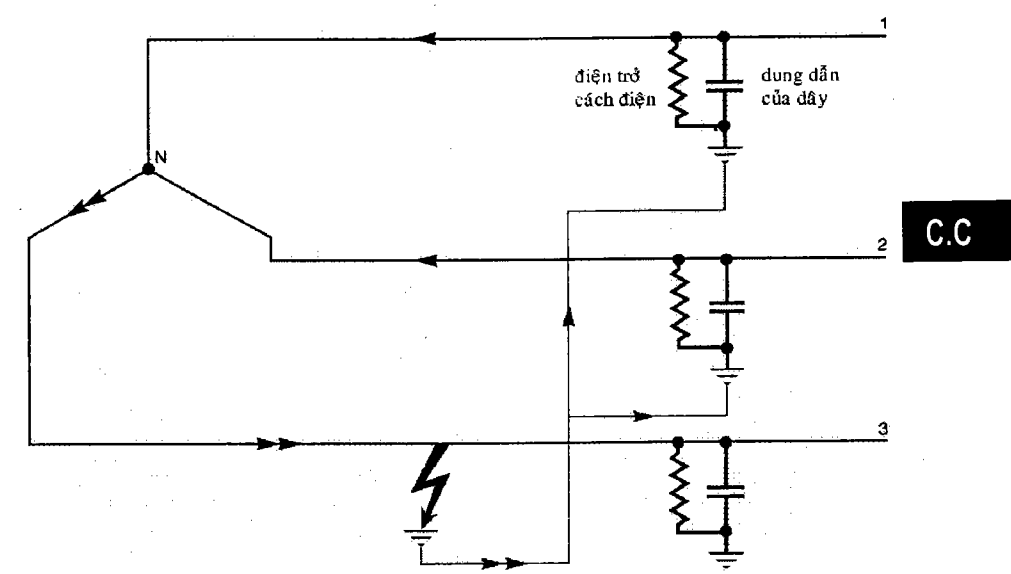 1
điện trở
cách điện
dung dẫn
của dây
N
C.C
2
3